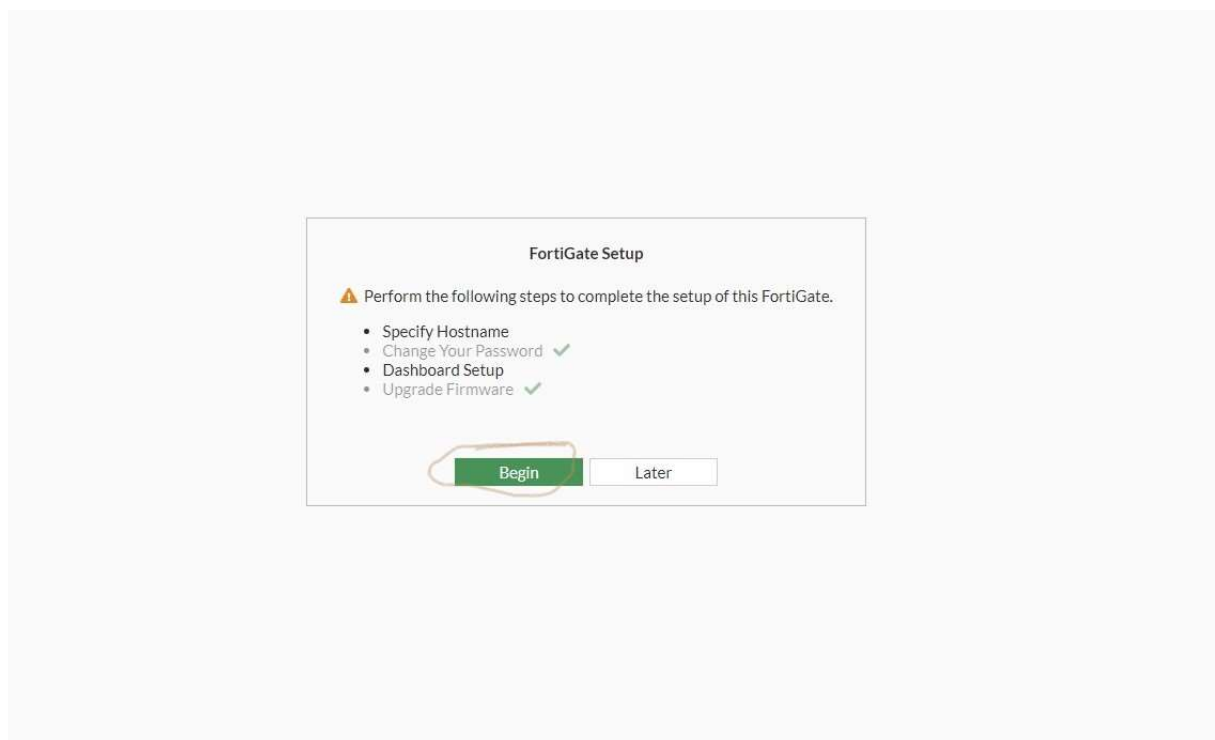 FortiGate Setup
Perform the following steps to complete the setup of this FortiGate.
• Specify Hostname
• Change Your Password
• Dashboard Setup
• Upgrade Firmware
Begin Later